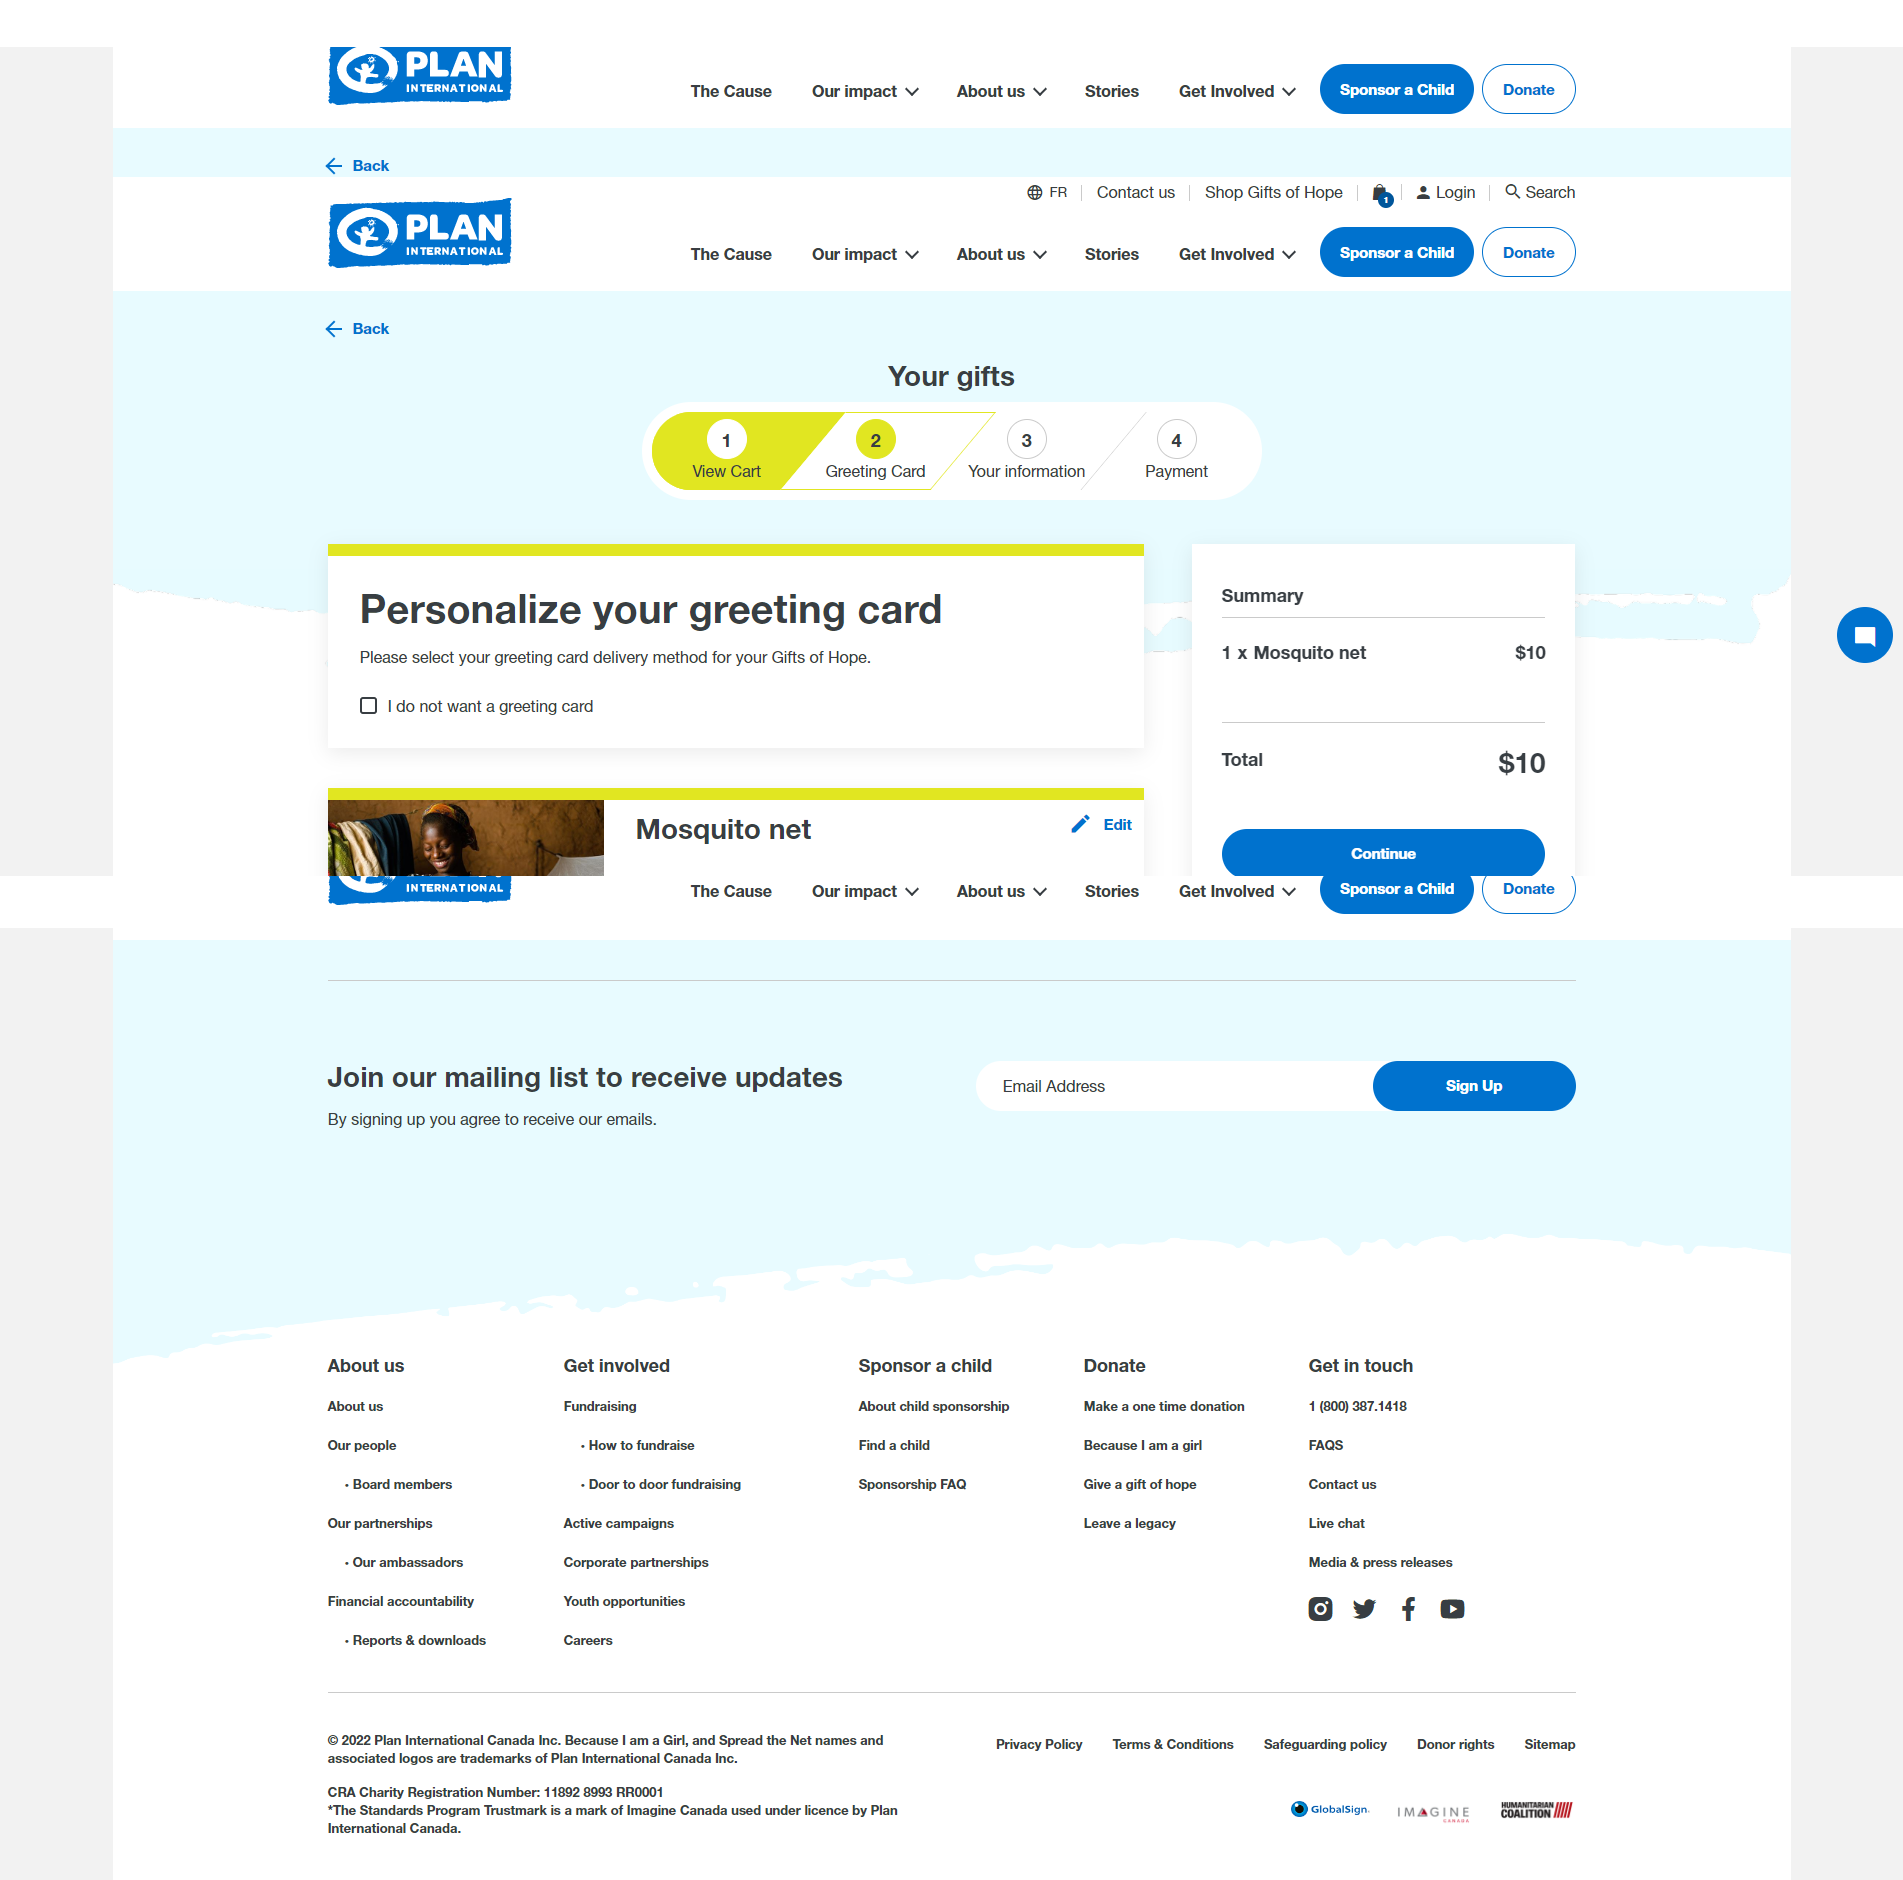 PLAN
INTERNATIONAL
The Cause
Our impact
About us
Stories
Get Involved
Sponsor a Child
Donate
Back
FR
Contact us
Shop Gifts of Hope
1
Login
Search
PLAN
INTERNATIONAL
The Cause
Our impact
About us
Stories
Get Involved
Sponsor a Child
Donate
Back
Your gifts
1
View Cart
2
Greeting Card
3
Your information
4
Payment
Personalize your greeting card
Please select your greeting card delivery method for your Gifts of Hope.
I do not want a greeting card
Summary
1 x Mosquito net $10
Total $10
Continue
Mosquito net
Edit
INTERNATIONAL
The Cause
Our impact
About us
Stories
Get Involved
Sponsor a Child
Donate
Join our mailing list to receive updates
By signing up you agree to receive our emails.
Email Address
Sign Up
About us
About us
Our people
• Board members
Our partnerships
• Our ambassadors
Financial accountability
• Reports & downloads
Get involved
Fundraising
• How to fundraise
• Door to door fundraising
Active campaigns
Corporate partnerships
Youth opportunities
Careers
Sponsor a child
About child sponsorship
Find a child
Sponsorship FAQ
Donate
Make a one time donation
Because I am a girl
Give a gift of hope
Leave a legacy
Get in touch
1 (800) 387.1418
FAQS
Contact us
Live chat
Media & press releases
© 2022 Plan International Canada Inc. Because I am a Girl, and Spread the Net names and
associated logos are trademarks of Plan International Canada Inc.
CRA Charity Registration Number: 11892 8993 RR0001
*The Standards Program Trustmark is a mark of Imagine Canada used under licence by Plan
International Canada.
Privacy Policy
Terms & Conditions
Safeguarding policy
Donor rights
Sitemap
GlobalSign.
IMAGINE
CANADA
HUMANITARIAN
COALITION